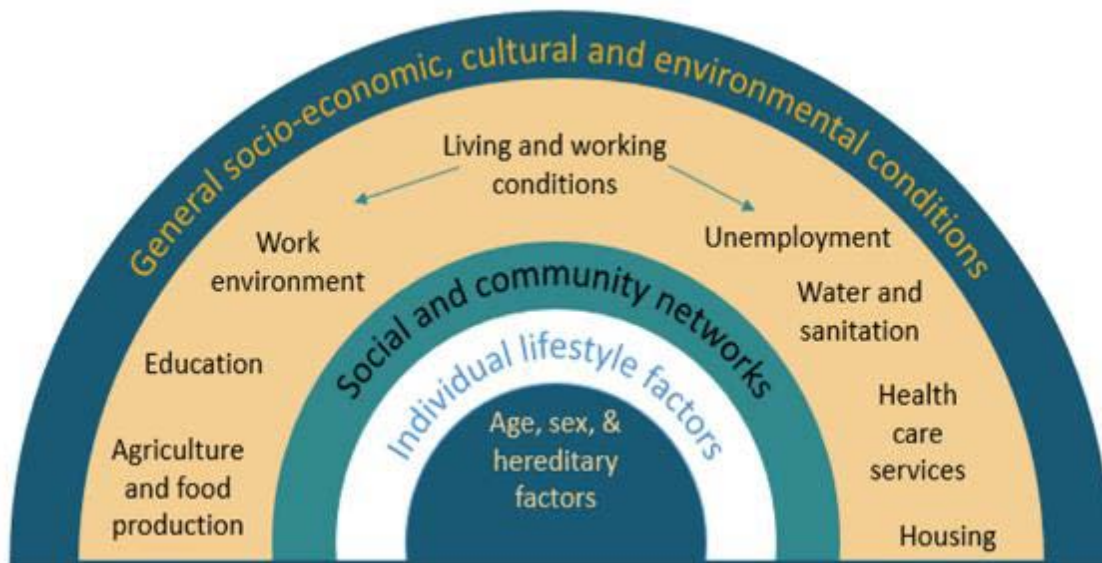 General socio-economic, cultural and environmental conditions
Living and working
conditions
Work
environment
Unemployment
Water and
sanitation
Education
Health
care
services
Agriculture
and food
production
Housing
Social and community networks
Individual lifestyle factors
Age, sex, &
hereditary
factors